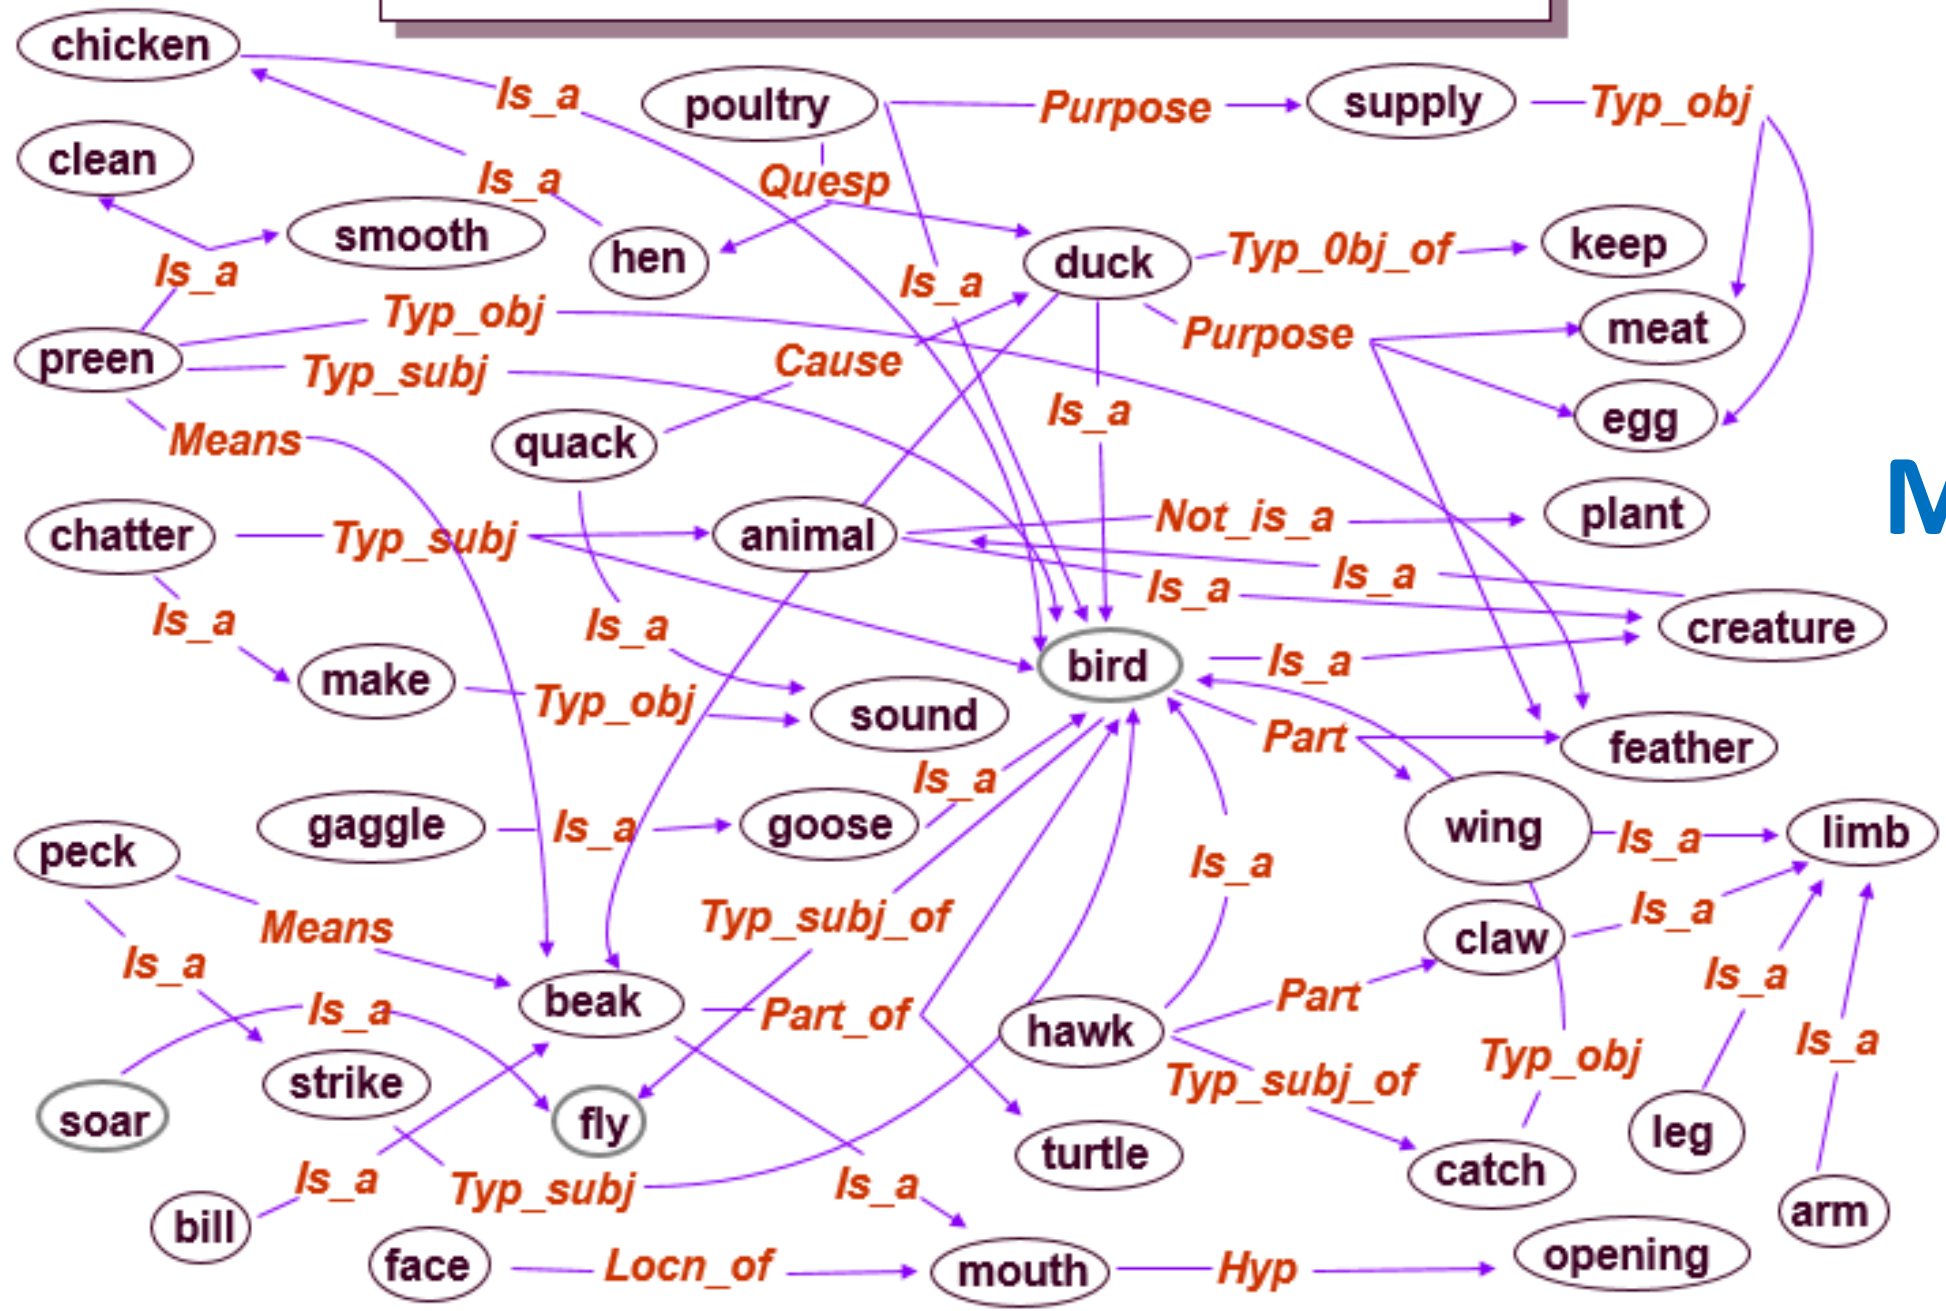 chicken
Is_a
poultry
Purpose
supply
Typ_obj
clean
Is_a
Quesp
smooth
hen
duck
Typ_0bj_of
keep
Is_a
Is_a
preen
Typ_obj
Cause
Purpose
meat
Typ_subj
Is_a
egg
Means
quack
M
chatter
Typ_subj
animal
Not_is_a
plant
Is_a
Is_a
Is_a
Is_a
creature
make
Typ_obj
sound
bird
Is_a
Part
feather
peck
gaggle
Is_a
goose
Is_a
Is_a
wing
Is_a
limb
Means
Typ_subj_of
claw
Is_a
Is_a
Is_a
beak
Part_of
hawk
Part
Is_a
Is_a
soar
strike
fly
Typ_subj_of
Typ_obj
turtle
catch
leg
Is_a
Typ_subj
Is_a
bill
arm
face
Locn_of
mouth
Hyp
opening